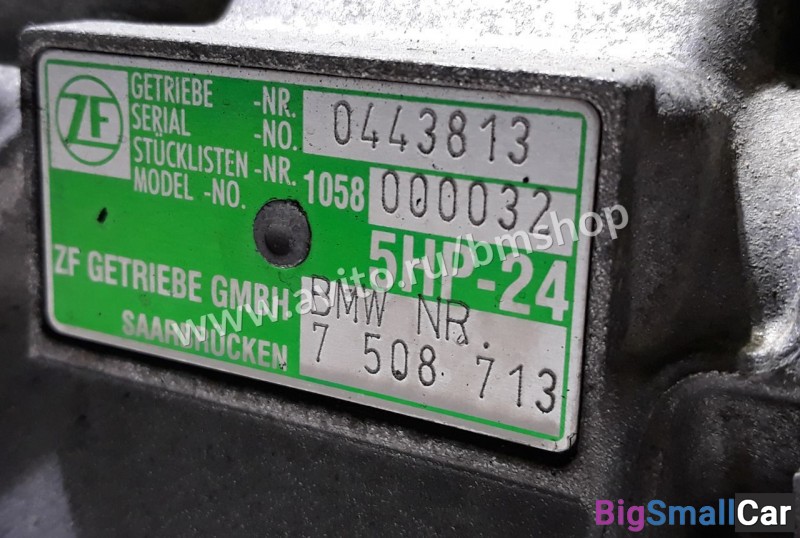 ZF
GETRIEBE -NR.
SERIAL -NO.
0443813
STÜCKLISTEN -NR.
MODEL -NO.
1058 000032
5HP-24
ZF GETRIEBE GMBH
SAARBRÜCKEN
BMW NR.
7 508 713
www.avito.ru/bmshop
BigSmallCar